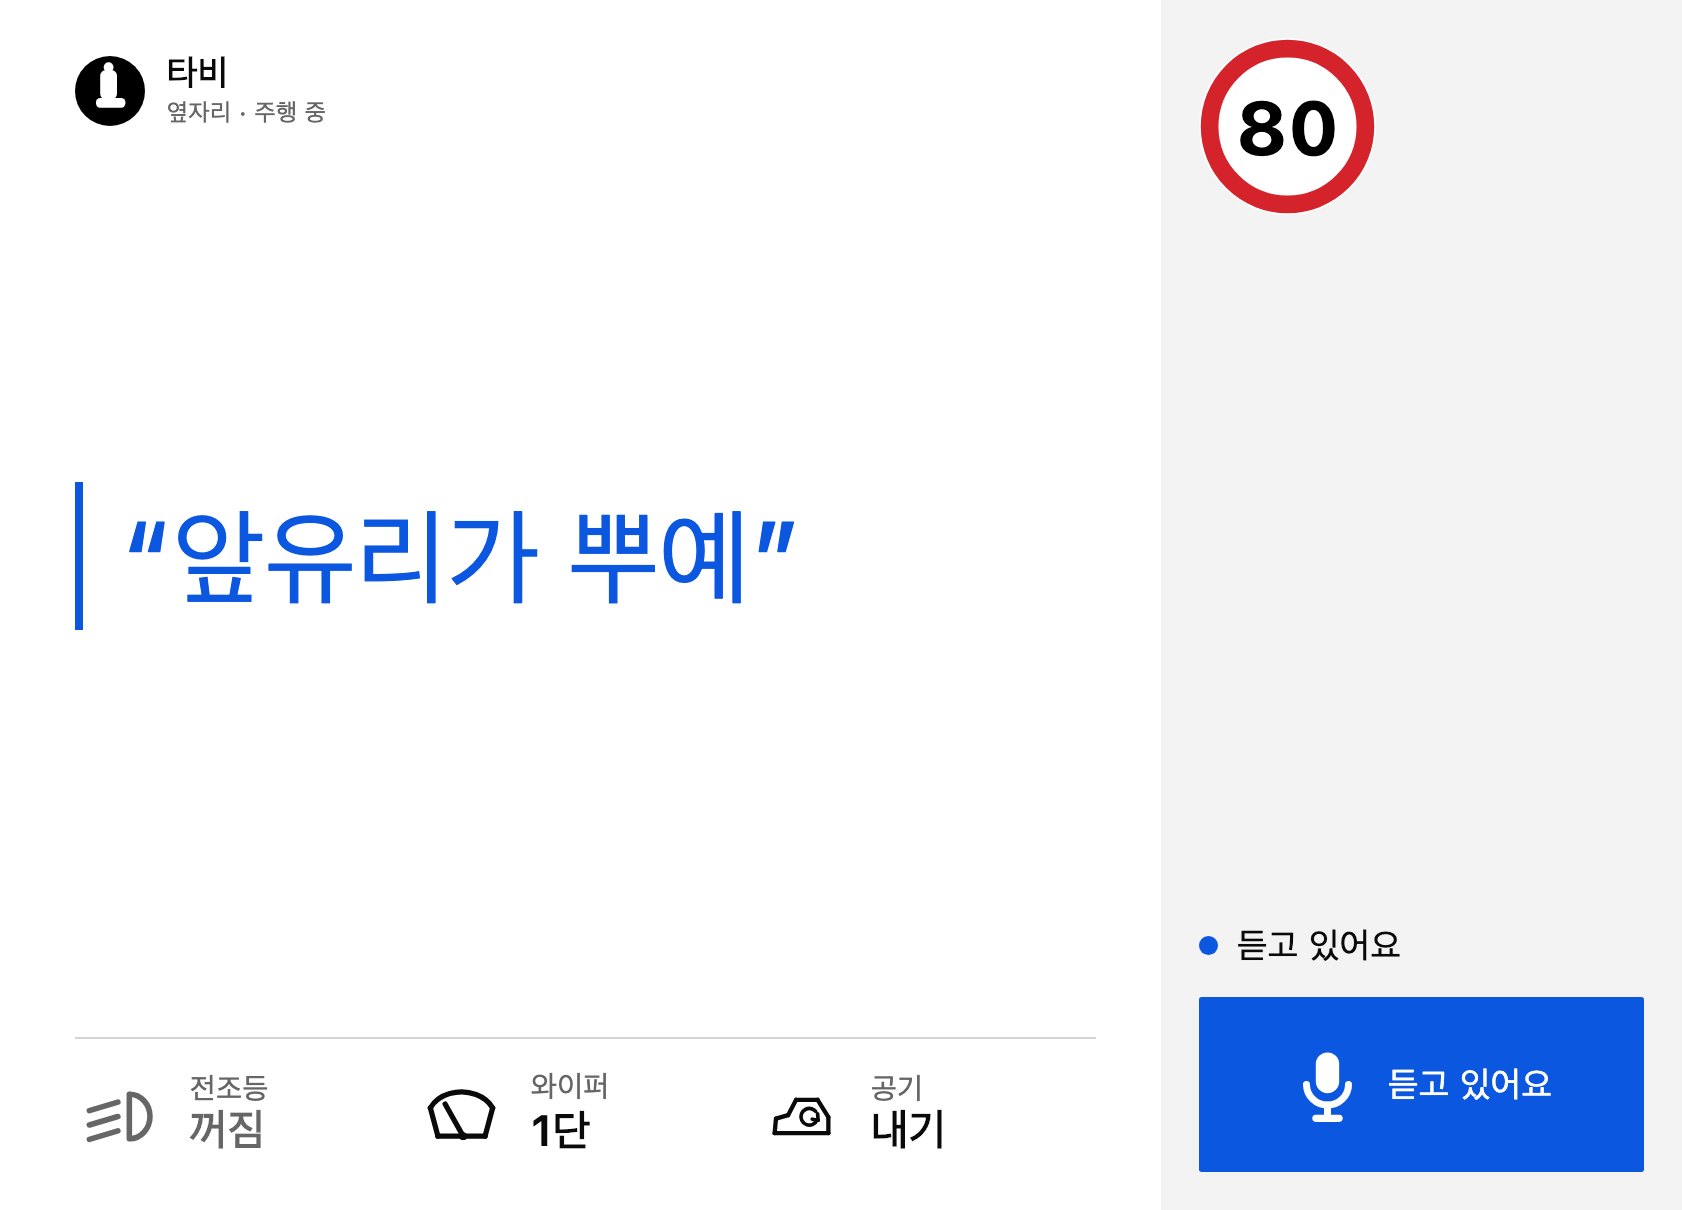 타비
옆자리 · 주행 중
80
“앞유리가 뿌예”
듣고 있어요
듣고 있어요
전조등
꺼짐
와이퍼
1단
공기
내기